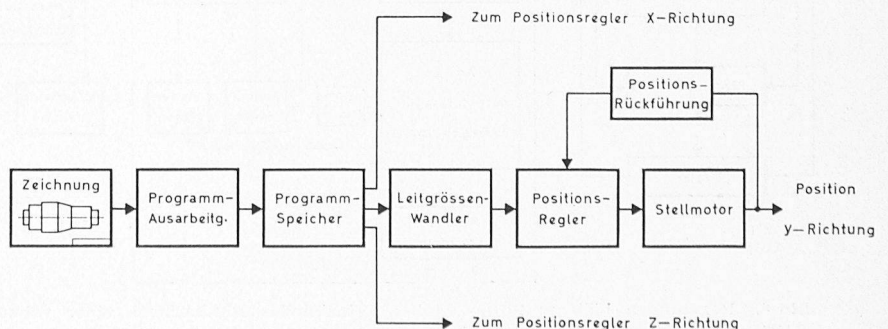 Zum Positionsregler X–Richtung
Positions–
Rückführung
Zeichnung
Programm–
Ausarbeitg.
Programm–
Speicher
Leitgrössen–
Wandler
Positions–
Regler
Stellmotor
Position
y–Richtung
Zum Positionsregler Z–Richtung